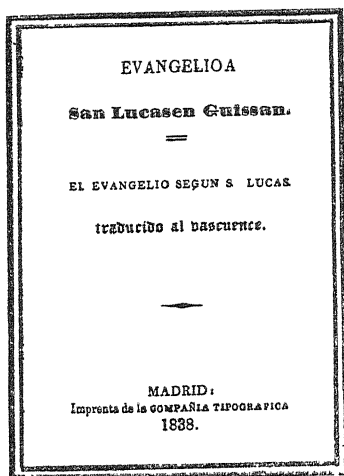 EVANGELIOA
San Lucasen Guissan.
EL EVANGELIO SEGUN S. LUCAS.
traducido al vascuence.
MADRID:
Imprenta de la COMPAÑIA TIPOGRAFICA
1838.